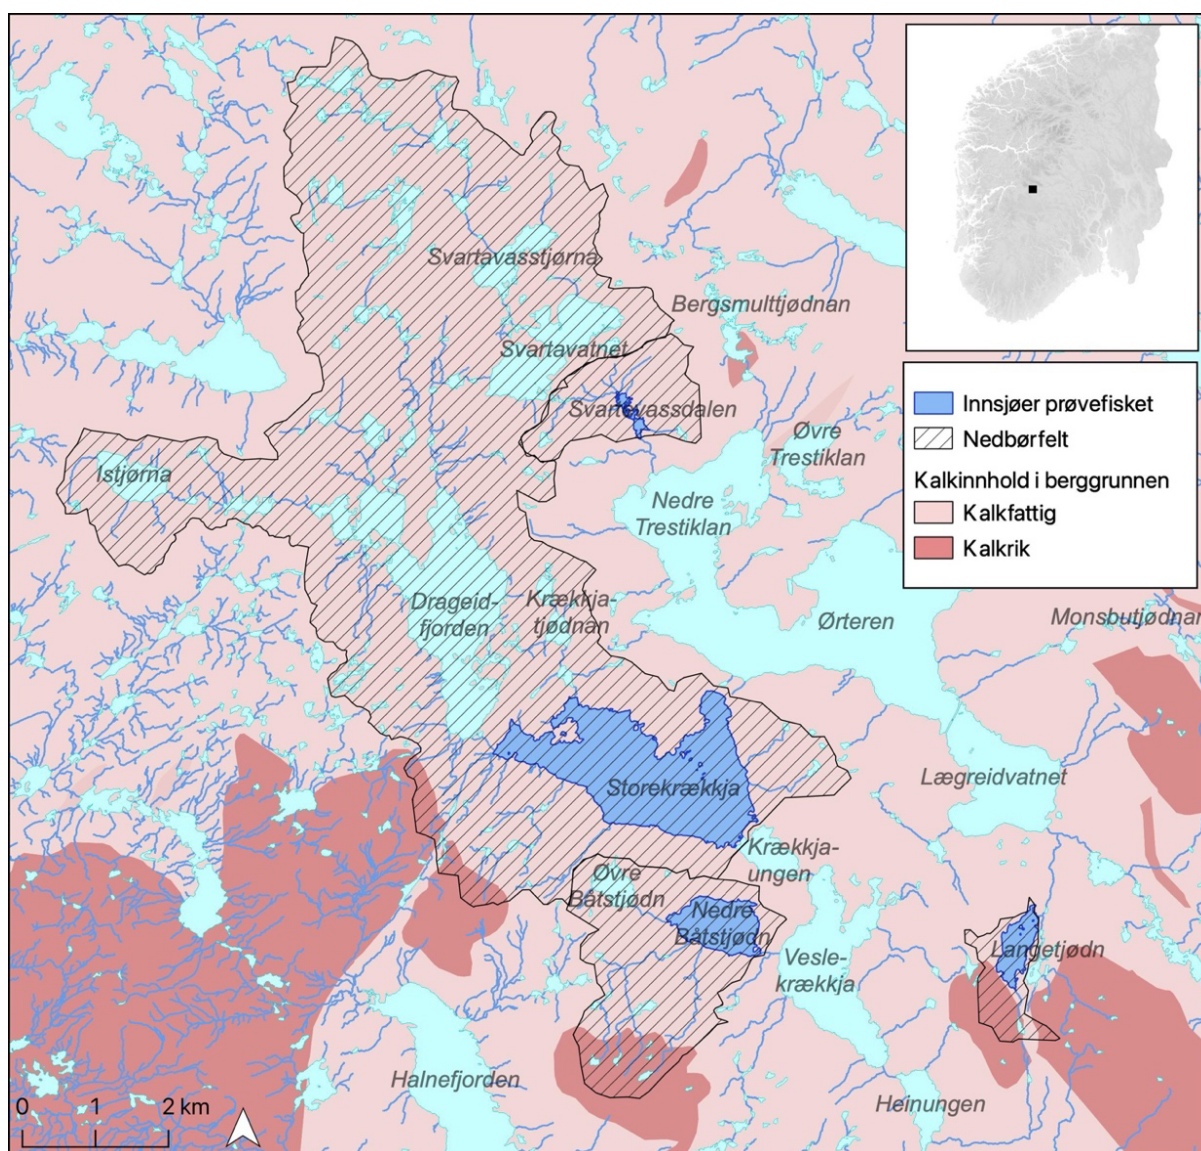 Svartavasstjørna
Bergsmulttjødnan
Svartavatnet
Svartevassdalen
Øvre
Trestiklan
Istjørna
Nedre
Trestiklan
Drageid-
fjorden
Krækkja-
tjødnan
Ørteren
Monsbutjødnan
Storekrækkja
Lægreidvatnet
Krækkja-
ungen
Øvre
Båtstjødn
Nedre
Båtstjødn
Vesle-
krækkja
Langetjødn
Halnefjorden
Heinungen
Innsjøer prøvefisket
Nedbørfelt
Kalkinnhold i berggrunnen
Kalkfattig
Kalkrik
0 1 2 km